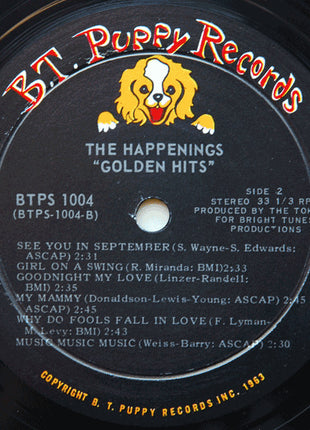 B.T. PUPPY RECORDS
THE HAPPENINGS
"GOLDEN HITS"
BTPS 1004
(BTPS-1004-B)
SIDE 2
STEREO 33 1/3 RP
PRODUCED BY THE TOK
FOR BRIGHT TUNES
PRODUCTIONS
SEE YOU IN SEPTEMBER (S. Wayne-S. Edwards:
ASCAP) 2:31
GIRL ON A SWING (R. Miranda: BMI) 2:33
GOODNIGHT MY LOVE (Linzer-Randell:
BMI) 2:35
MY MAMMY (Donaldson-Lewis-Young: ASCAP) 2:45
ASCAP) 2:45
WHY DO FOOLS FALL IN LOVE (F. Lyman-
M. Levy: BMI) 2:43
MUSIC MUSIC MUSIC (Weiss-Barry: ASCAP) 2:30
COPYRIGHT B. T. PUPPY RECORDS INC. 1963